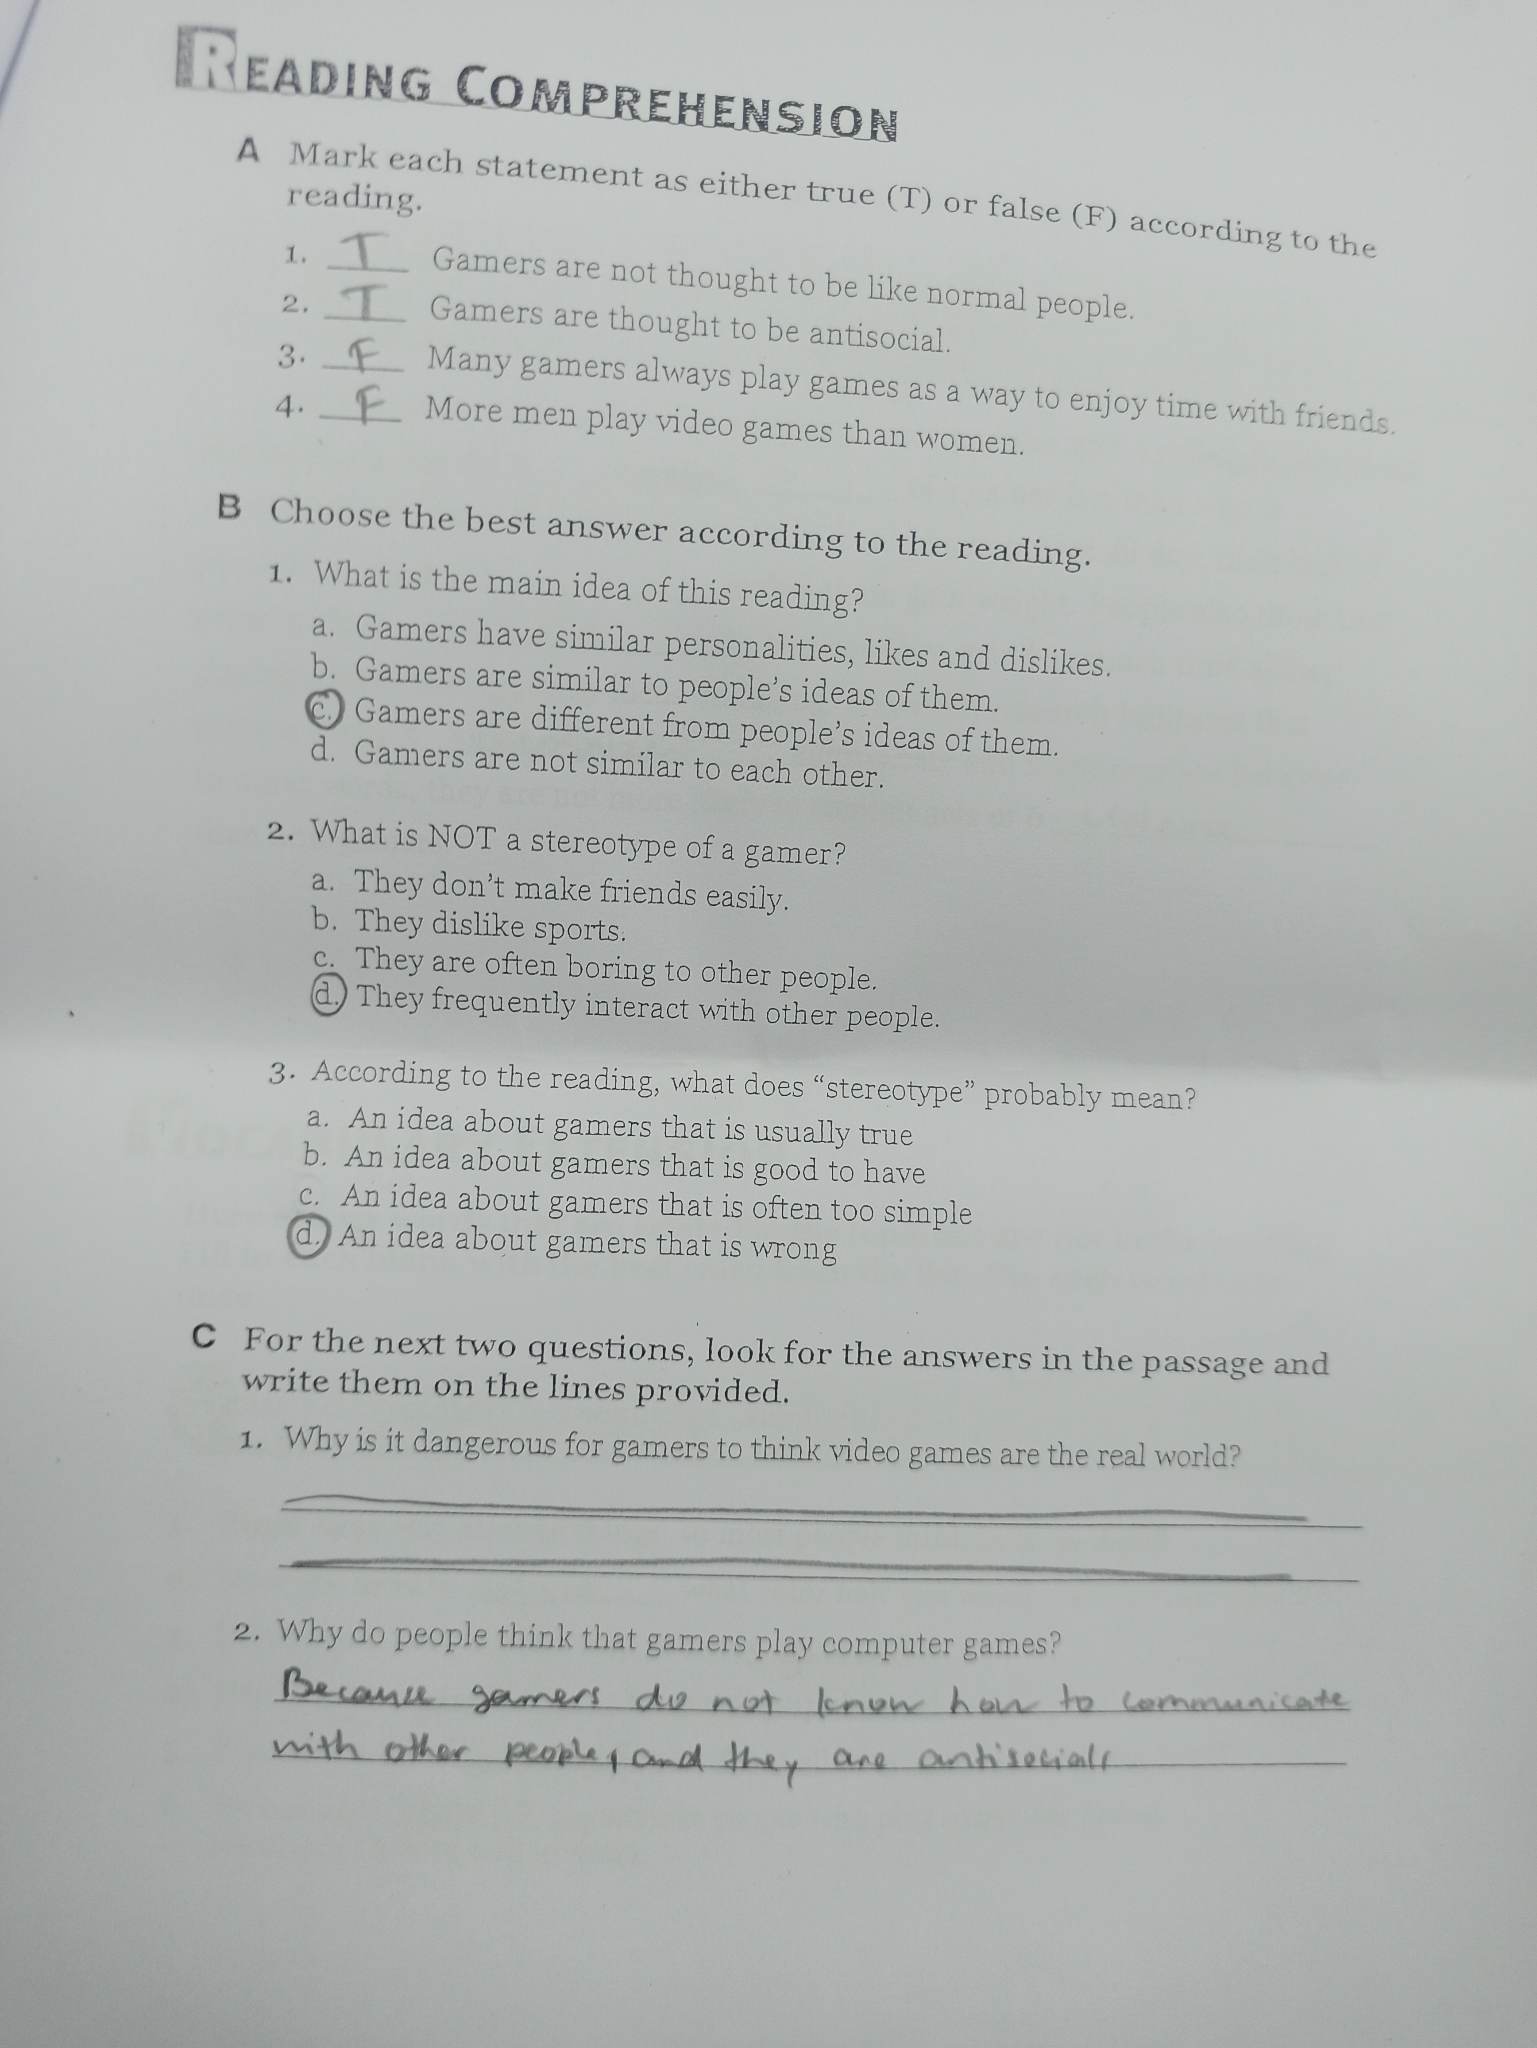 READING COMPREHENSION
A Mark each statement as either true (T) or false (F) according to the
reading.
1. T Gamers are not thought to be like normal people.
2. T Gamers are thought to be antisocial.
3. F Many gamers always play games as a way to enjoy time with friends.
4. F More men play video games than women.
B Choose the best answer according to the reading.
1. What is the main idea of this reading?
a. Gamers have similar personalities, likes and dislikes.
b. Gamers are similar to people's ideas of them.
c. Gamers are different from people's ideas of them.
d. Gamers are not similar to each other.
2. What is NOT a stereotype of a gamer?
a. They don't make friends easily.
b. They dislike sports.
c. They are often boring to other people.
d. They frequently interact with other people.
3. According to the reading, what does “stereotype” probably mean?
a. An idea about gamers that is usually true
b. An idea about gamers that is good to have
c. An idea about gamers that is often too simple
d. An idea about gamers that is wrong
C For the next two questions, look for the answers in the passage and
write them on the lines provided.
1. Why is it dangerous for gamers to think video games are the real world?
2. Why do people think that gamers play computer games?
Because gamers do not know how to communicate
with other people, and they are antisocial